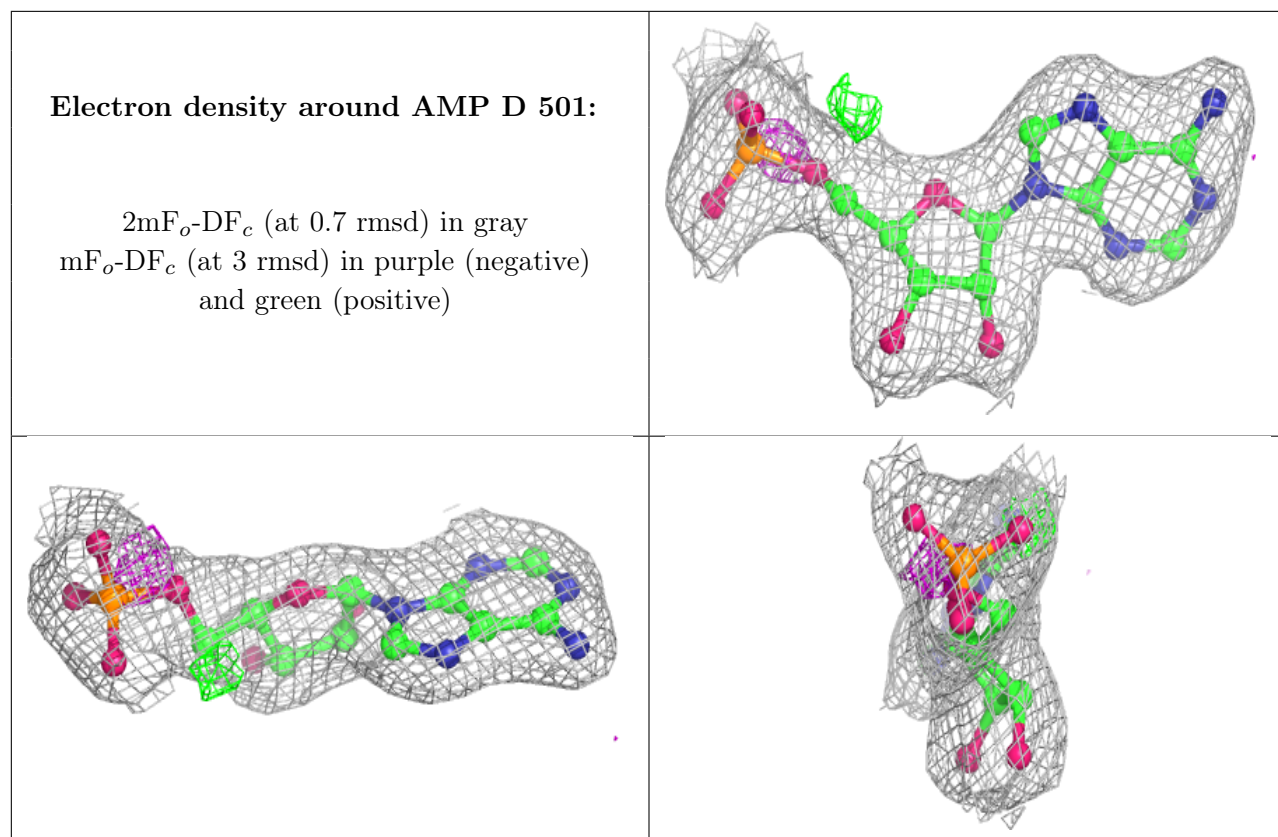 Electron density around AMP D 501:
2mFo-DFc (at 0.7 rmsd) in gray
mFo-DFc (at 3 rmsd) in purple (negative)
and green (positive)